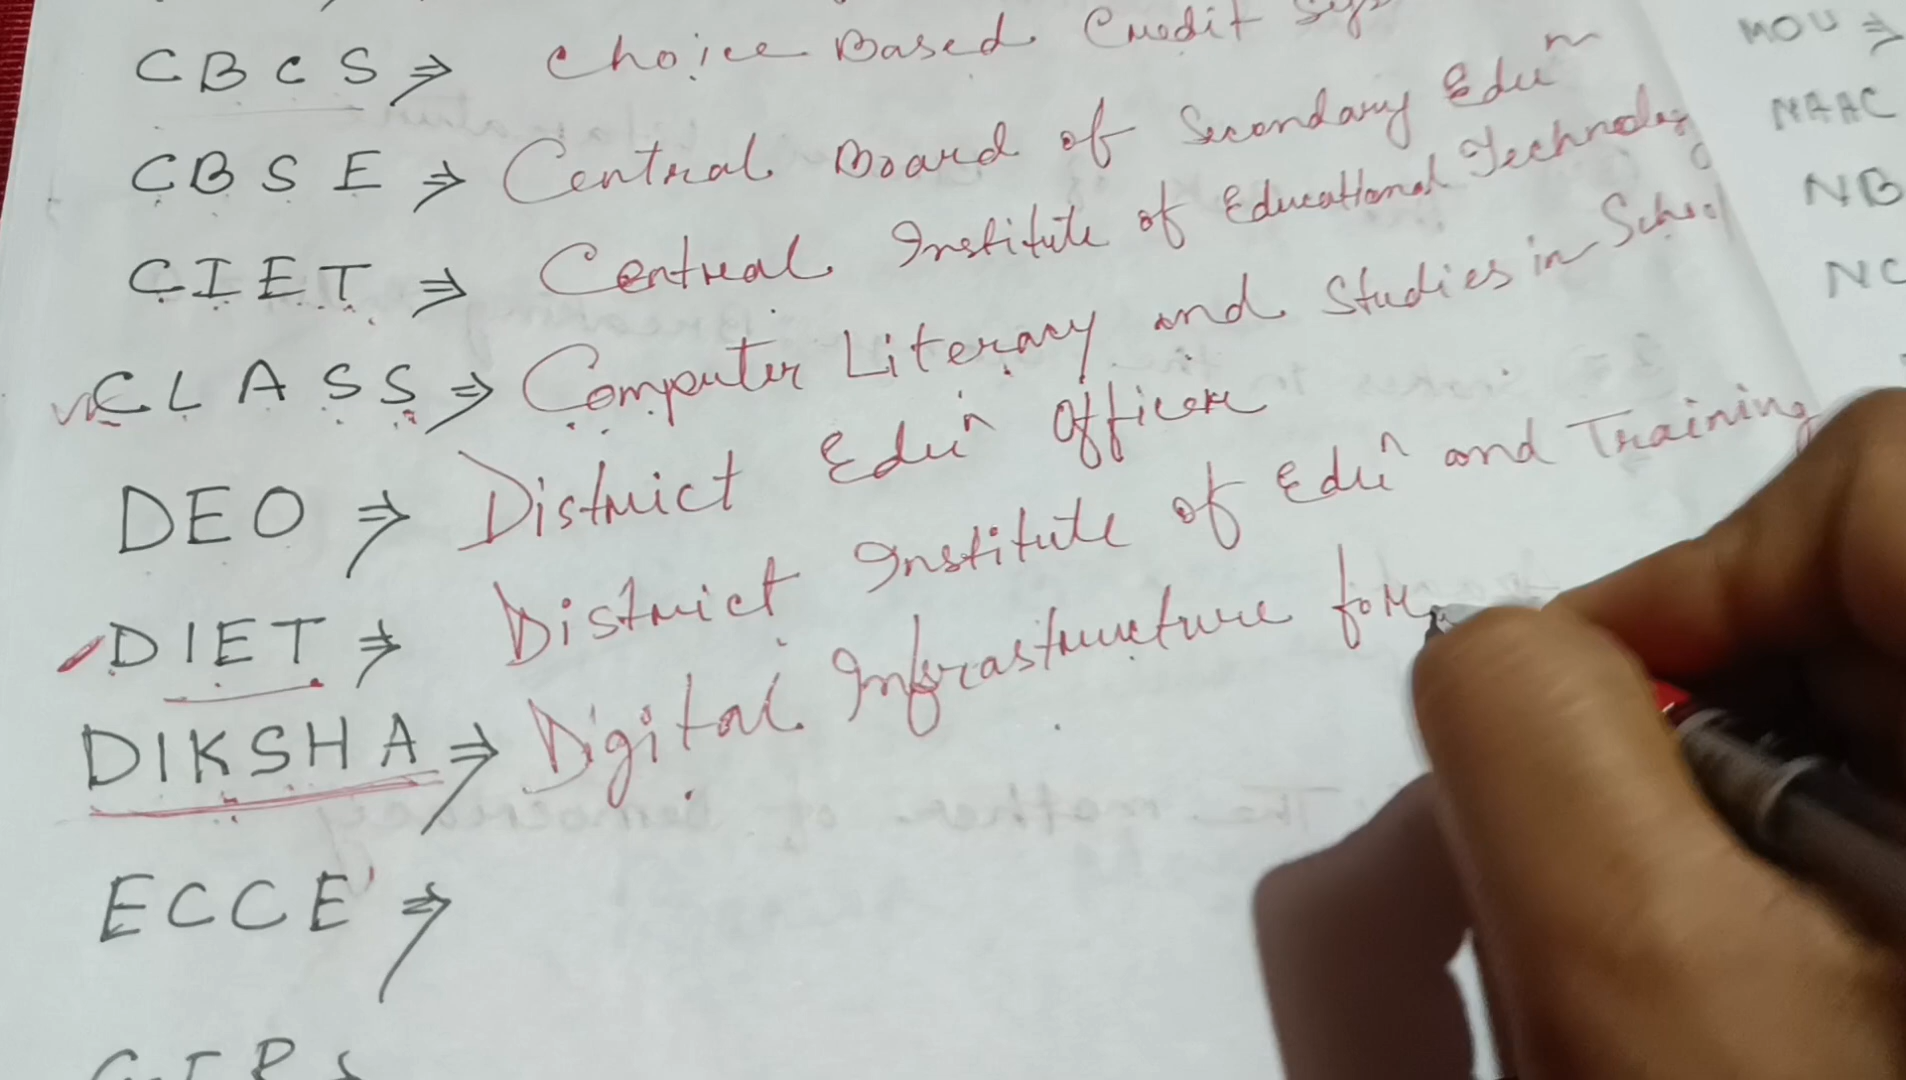 CBCS ⇒ Choice Based Credit Sys
CBSE ⇒ Central Board of Secondary Eduⁿ
CIET ⇒ Central Institute of Educational Technology
CLASS ⇒ Computer Literacy and Studies in School
DEO ⇒ District Eduⁿ Officer
DIET ⇒ District Institute of Eduⁿ and Training
DIKSHA ⇒ Digital Infrastructure for
ECCE ⇒
MOU ⇒
NAAC
NB
NC